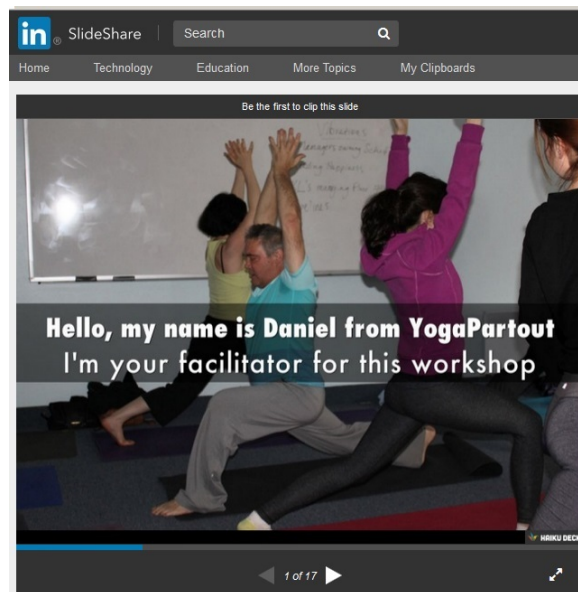 in ® SlideShare Search
Home Technology Education More Topics My Clipboards
Be the first to clip this slide
Hello, my name is Daniel from YogaPartout
I'm your facilitator for this workshop
HAIKU DECK
1 of 17